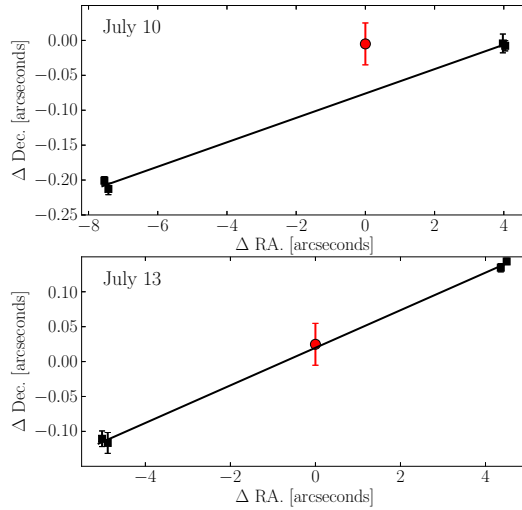 July 10
0.00
−0.05
−0.10
−0.15
−0.20
−0.25
Δ Dec. [arcseconds]
−8 −6 −4 −2 0 2 4
Δ RA. [arcseconds]
July 13
0.10
0.05
0.00
−0.05
−0.10
Δ Dec. [arcseconds]
−4 −2 0 2 4
Δ RA. [arcseconds]